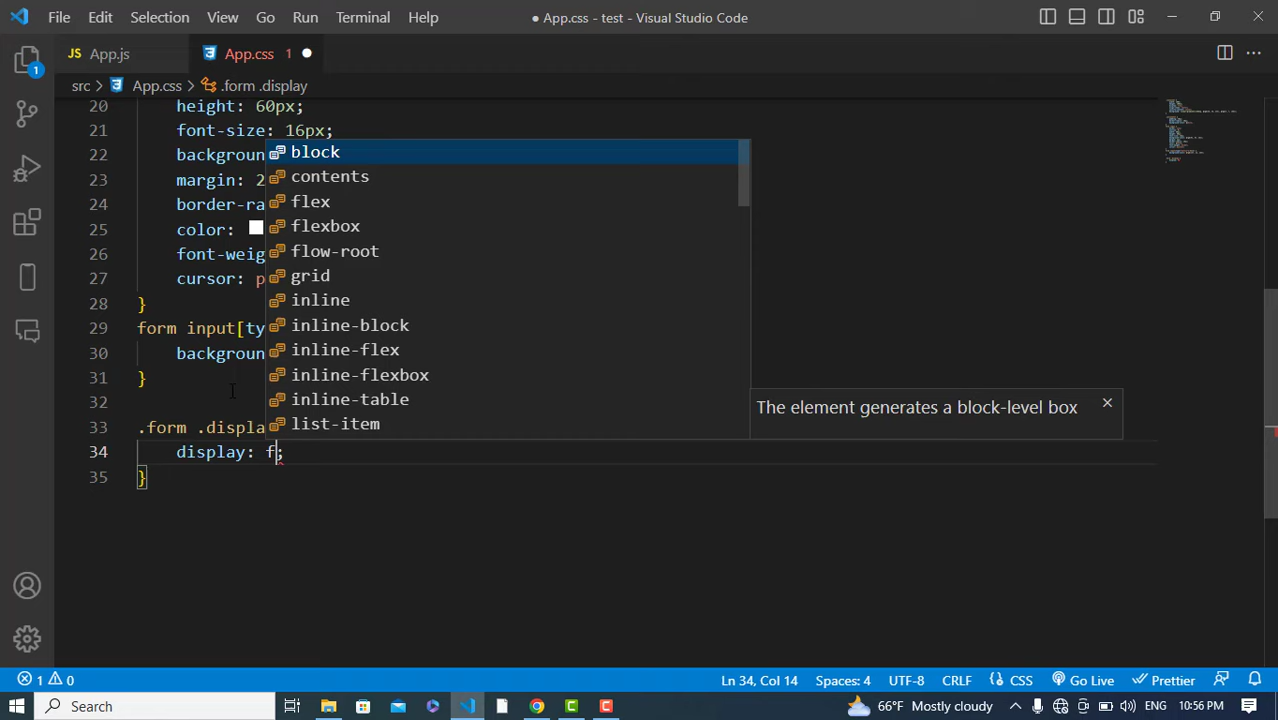 File Edit Selection View Go Run Terminal Help
● App.css - test - Visual Studio Code
JS App.js
App.css 1
src > App.css > .form .display
20 height: 60px;
21 font-size: 16px;
22 backgroun
23 margin: 2
24 border-ra
25 color:
26 font-weig
27 cursor: p
28 }
29 form input[ty
30 backgroun
31 }
32
33 .form .displa
34 display: f;
35 }
block
contents
flex
flexbox
flow-root
grid
inline
inline-block
inline-flex
inline-flexbox
inline-table
list-item
The element generates a block-level box
1
1 0
Ln 34, Col 14 Spaces: 4 UTF-8 CRLF CSS Go Live Prettier
Search
66°F Mostly cloudy
ENG 10:56 PM